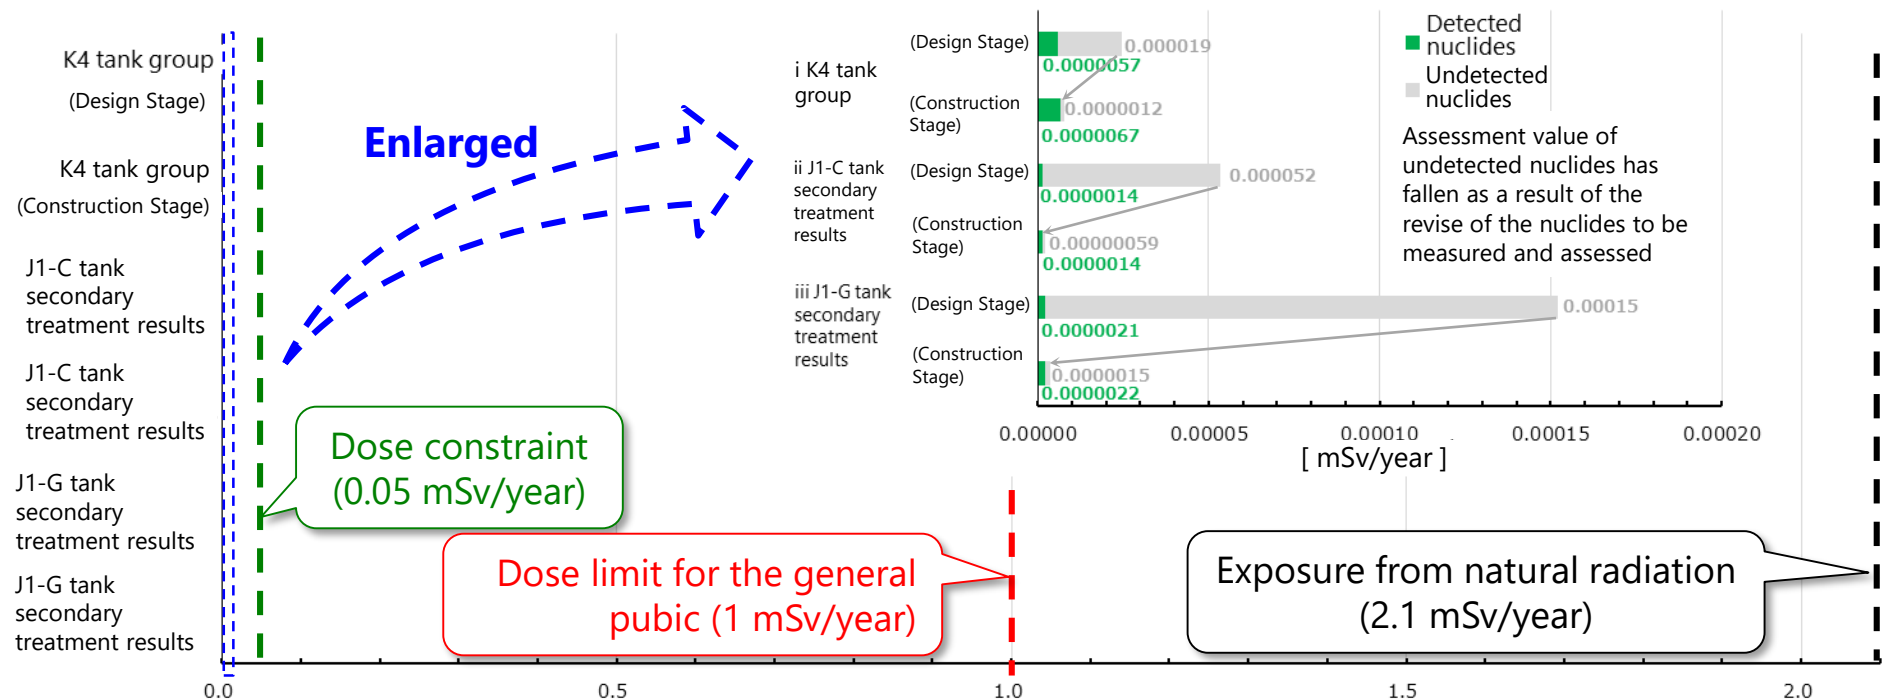 K4 tank group
(Design Stage)
K4 tank group
(Construction Stage)
J1-C tank
secondary
treatment results
J1-C tank
secondary
treatment results
J1-G tank
secondary
treatment results
J1-G tank
secondary
treatment results
Enlarged
Dose constraint
(0.05 mSv/year)
Dose limit for the general
pubic (1 mSv/year)
Exposure from natural radiation
(2.1 mSv/year)
0.0
0.5
1.0
1.5
2.0
i K4 tank
group
(Design Stage)
0.000019
0.0000057
(Construction
Stage)
0.0000012
0.0000067
ii J1-C tank
secondary
treatment
results
(Design Stage)
0.000052
0.0000014
(Construction
Stage)
0.00000059
0.0000014
iii J1-G tank
secondary
treatment
results
(Design Stage)
0.00015
0.0000021
(Construction
Stage)
0.0000015
0.0000022
0.00000
0.00005
0.00010
0.00015
0.00020
[ mSv/year ]
Detected
nuclides
Undetected
nuclides
Assessment value of
undetected nuclides has
fallen as a result of the
revise of the nuclides to be
measured and assessed